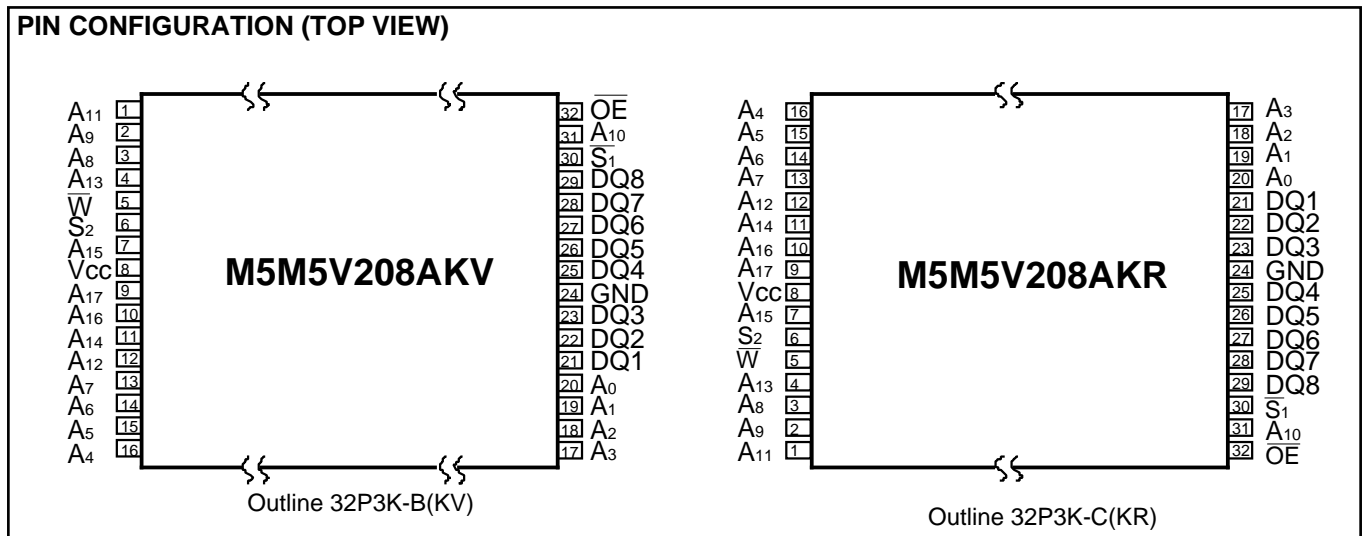 PIN CONFIGURATION (TOP VIEW)
A11 1
A9 2
A8 3
A13 4
W̅ 5
S2 6
A15 7
Vcc 8
A17 9
A16 10
A14 11
A12 12
A7 13
A6 14
A5 15
A4 16
M5M5V208AKV
32 O̅E̅
31 A10
30 S̅1
29 DQ8
28 DQ7
27 DQ6
26 DQ5
25 DQ4
24 GND
23 DQ3
22 DQ2
21 DQ1
20 A0
19 A1
18 A2
17 A3
Outline 32P3K-B(KV)
A4 16
A5 15
A6 14
A7 13
A12 12
A14 11
A16 10
A17 9
Vcc 8
A15 7
S2 6
W̅ 5
A13 4
A8 3
A9 2
A11 1
M5M5V208AKR
17 A3
18 A2
19 A1
20 A0
21 DQ1
22 DQ2
23 DQ3
24 GND
25 DQ4
26 DQ5
27 DQ6
28 DQ7
29 DQ8
30 S̅1
31 A10
32 O̅E̅
Outline 32P3K-C(KR)